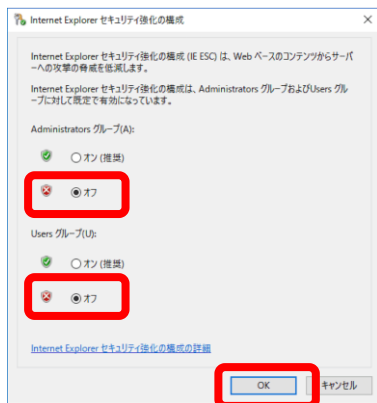 Internet Explorer セキュリティ強化の構成
Internet Explorer セキュリティ強化の構成 (IE ESC) は、Web ベースのコンテンツからサーバ
ーへの攻撃の脅威を低減します。
Internet Explorer セキュリティ強化の構成は、Administrators グループおよびUsers グル
ープに対して既定で有効になっています。
Administrators グループ(A):
オン (推奨)
オフ
Users グループ(U):
オン (推奨)
オフ
Internet Explorer セキュリティ強化の構成の詳細
OK
キャンセル